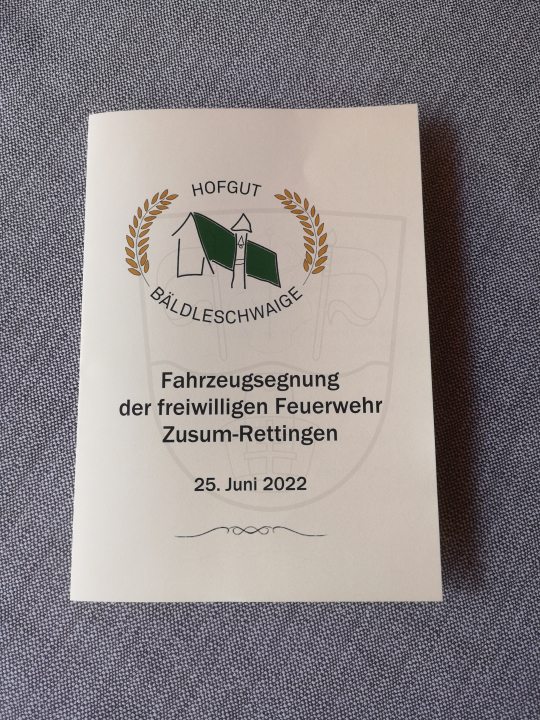 HOFGUT
BÄLDLESCHWAIGE
Fahrzeugsegnung
der freiwilligen Feuerwehr
Zusum-Rettingen
25. Juni 2022